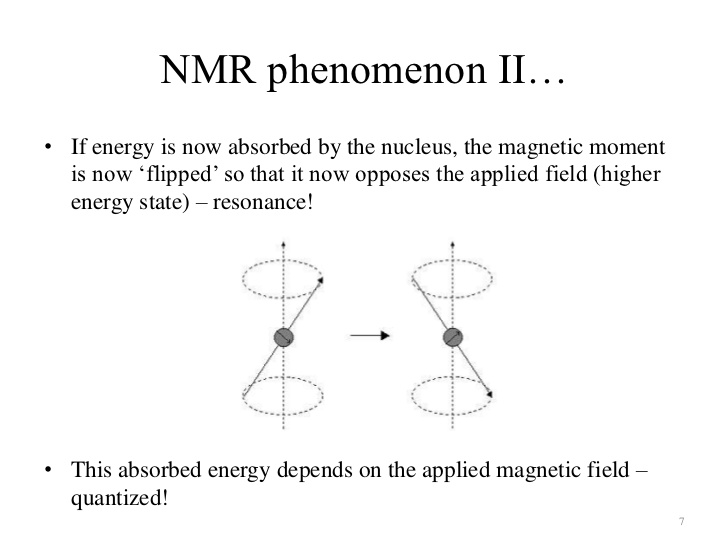 NMR phenomenon II…
• If energy is now absorbed by the nucleus, the magnetic moment
is now ‘flipped’ so that it now opposes the applied field (higher
energy state) – resonance!
• This absorbed energy depends on the applied magnetic field –
quantized!
7